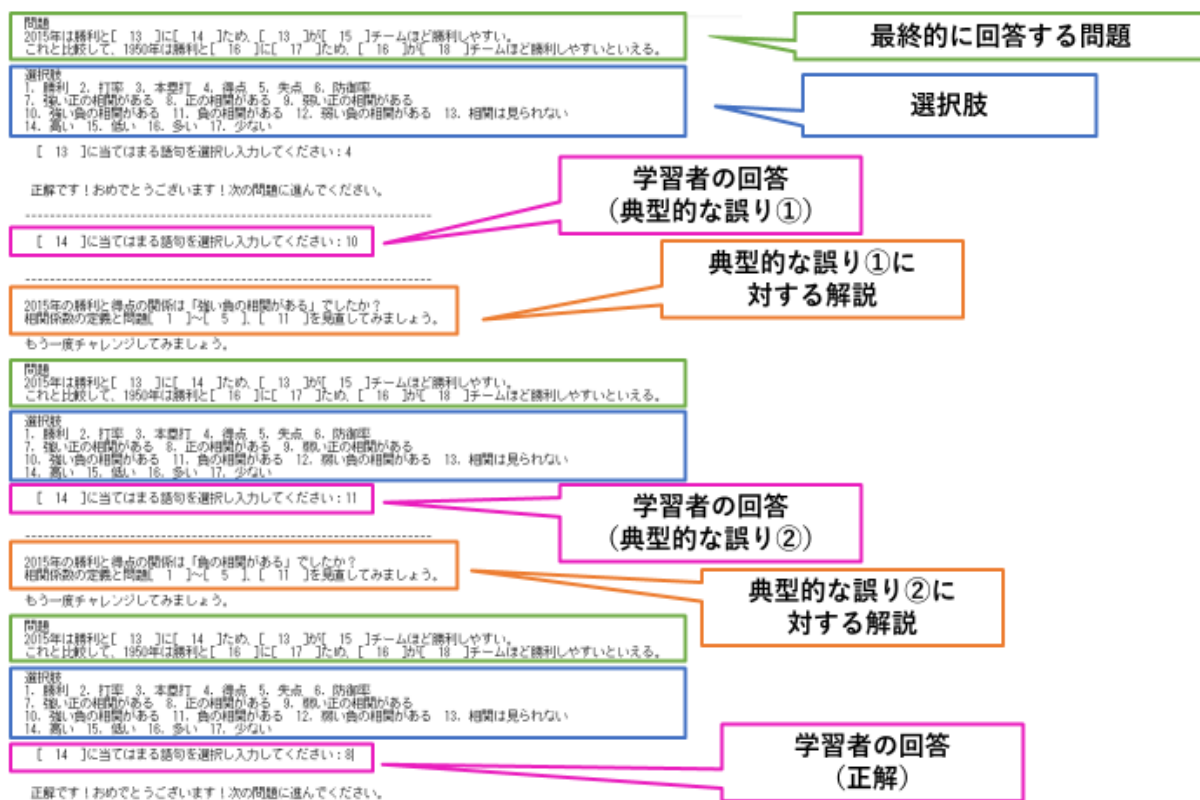 問題
2015年は勝利と[ 13 ]に[ 14 ]ため、[ 13 ]が[ 15 ]チームほど勝利しやすい。
これと比較して、1950年は勝利と[ 16 ]に[ 17 ]ため、[ 16 ]が[ 18 ]チームほど勝利しやすいといえる。
最終的に回答する問題
選択肢
1. 勝利 2. 打率 3. 本塁打 4. 得点 5. 失点 6. 防御率
7. 強い正の相関がある 8. 正の相関がある 9. 弱い正の相関がある
10. 強い負の相関がある 11. 負の相関がある 12. 弱い負の相関がある 13. 相関は見られない
14. 高い 15. 低い 16. 多い 17. 少ない
選択肢
[ 13 ]に当てはまる語句を選択し入力してください:4
正解です!おめでとうございます!次の問題に進んでください。
学習者の回答
(典型的な誤り①)
[ 14 ]に当てはまる語句を選択し入力してください:10
典型的な誤り①に
対する解説
2015年の勝利と得点の関係は「強い負の相関がある」でしたか?
相関係数の定義と問題[ 1 ]~[ 5 ]、[ 11 ]を見直してみましょう。
もう一度チャレンジしてみましょう。
問題
2015年は勝利と[ 13 ]に[ 14 ]ため、[ 13 ]が[ 15 ]チームほど勝利しやすい。
これと比較して、1950年は勝利と[ 16 ]に[ 17 ]ため、[ 16 ]が[ 18 ]チームほど勝利しやすいといえる。
選択肢
1. 勝利 2. 打率 3. 本塁打 4. 得点 5. 失点 6. 防御率
7. 強い正の相関がある 8. 正の相関がある 9. 弱い正の相関がある
10. 強い負の相関がある 11. 負の相関がある 12. 弱い負の相関がある 13. 相関は見られない
14. 高い 15. 低い 16. 多い 17. 少ない
[ 14 ]に当てはまる語句を選択し入力してください:11
学習者の回答
(典型的な誤り②)
2015年の勝利と得点の関係は「負の相関がある」でしたか?
相関係数の定義と問題[ 1 ]~[ 5 ]、[ 11 ]を見直してみましょう。
典型的な誤り②に
対する解説
もう一度チャレンジしてみましょう。
問題
2015年は勝利と[ 13 ]に[ 14 ]ため、[ 13 ]が[ 15 ]チームほど勝利しやすい。
これと比較して、1950年は勝利と[ 16 ]に[ 17 ]ため、[ 16 ]が[ 18 ]チームほど勝利しやすいといえる。
選択肢
1. 勝利 2. 打率 3. 本塁打 4. 得点 5. 失点 6. 防御率
7. 強い正の相関がある 8. 正の相関がある 9. 弱い正の相関がある
10. 強い負の相関がある 11. 負の相関がある 12. 弱い負の相関がある 13. 相関は見られない
14. 高い 15. 低い 16. 多い 17. 少ない
[ 14 ]に当てはまる語句を選択し入力してください:8
学習者の回答
(正解)
正解です!おめでとうございます!次の問題に進んでください。